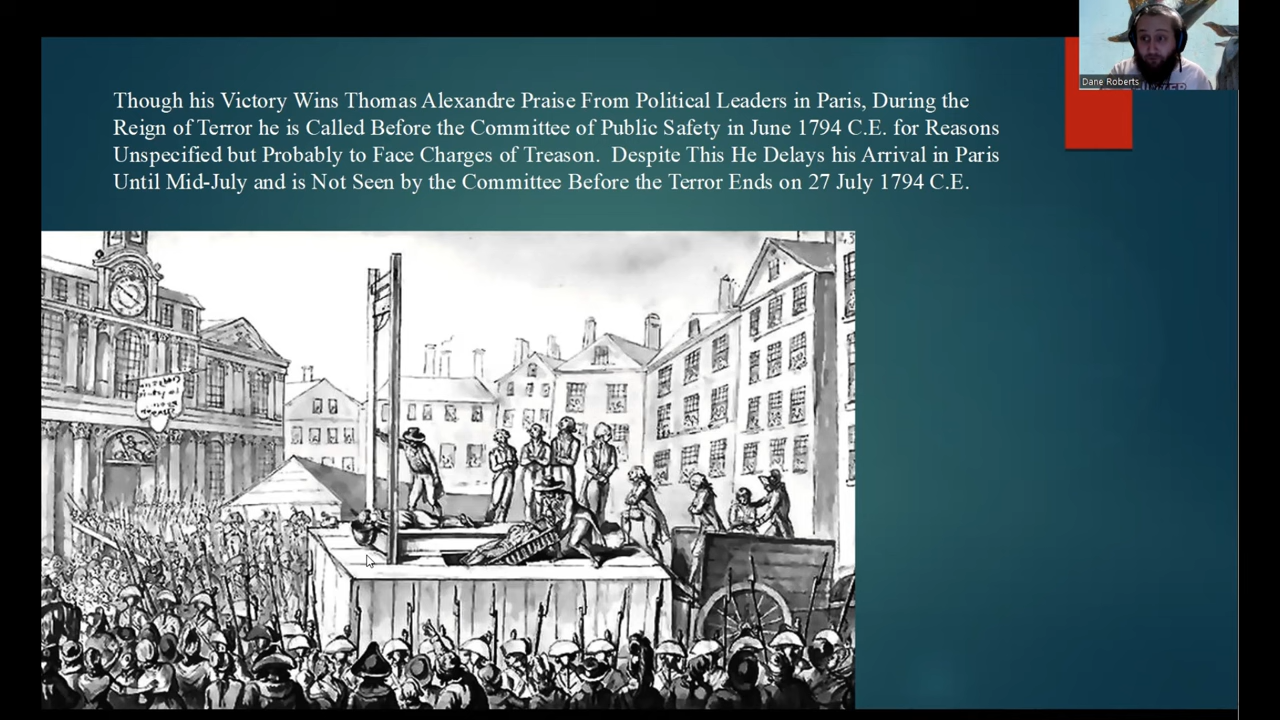 Though his Victory Wins Thomas Alexandre Praise From Political Leaders in Paris, During the
Reign of Terror he is Called Before the Committee of Public Safety in June 1794 C.E. for Reasons
Unspecified but Probably to Face Charges of Treason.  Despite This He Delays his Arrival in Paris
Until Mid-July and is Not Seen by the Committee Before the Terror Ends on 27 July 1794 C.E.
Dane Roberts